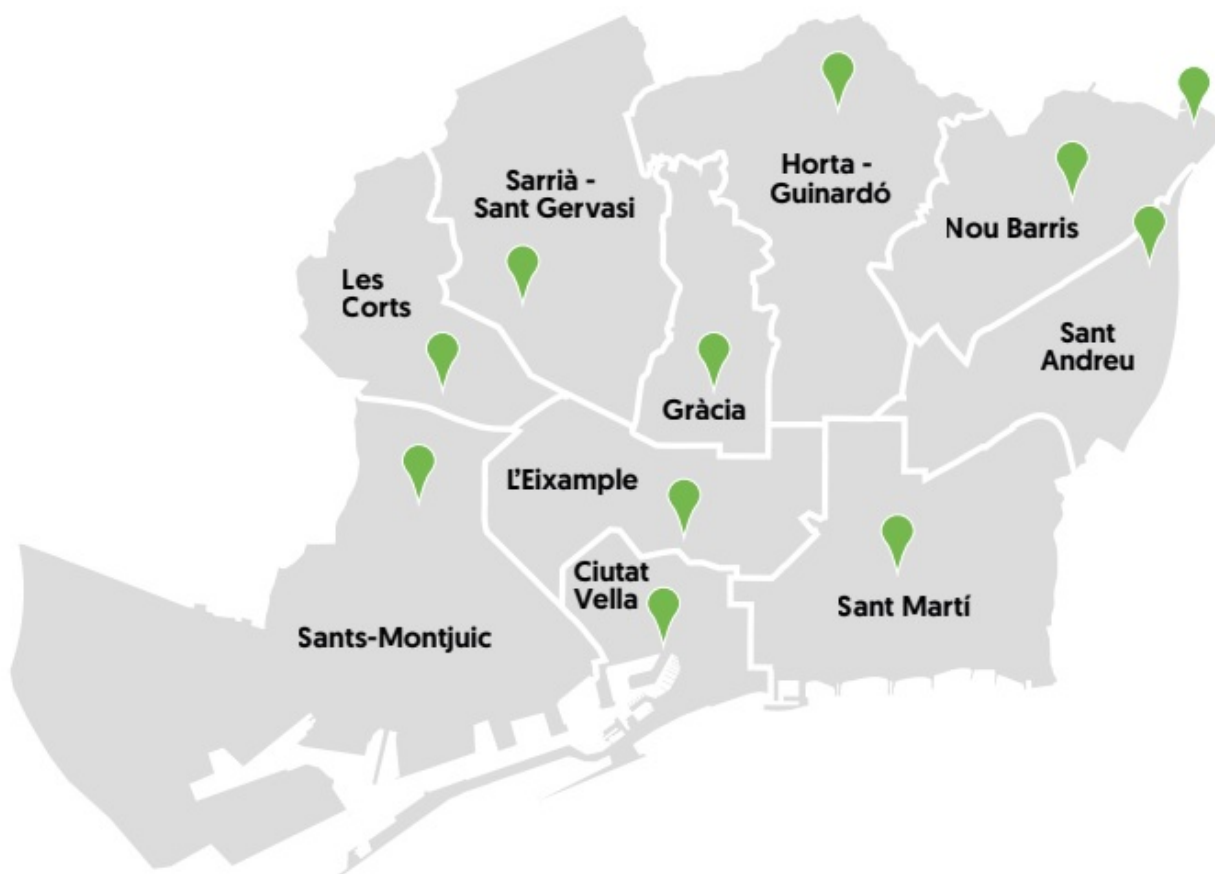 Sarrià -
Sant Gervasi
Horta -
Guinardó
Nou Barris
Les
Corts
Sant
Andreu
Gràcia
L'Eixample
Ciutat
Vella
Sant Martí
Sants-Montjuic